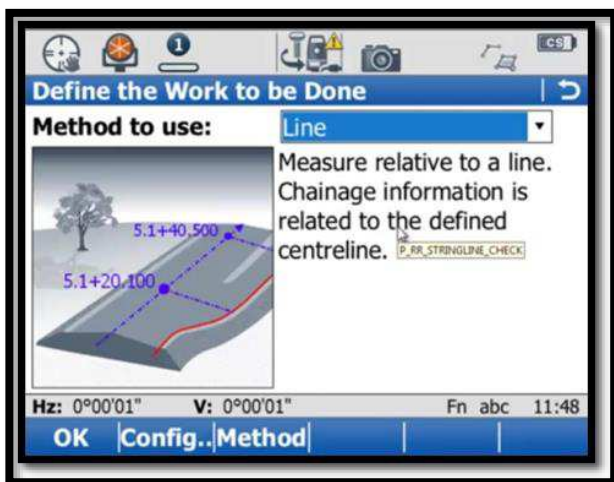 1
CS
Define the Work to be Done
Method to use:
Line
Measure relative to a line.
Chainage information is
related to the defined
centreline.
P_RR_STRINGLINE_CHECK
5.1+40.500
5.1+20.100
Hz: 0°00'01" V: 0°00'01" Fn abc 11:48
OK Config.. Method